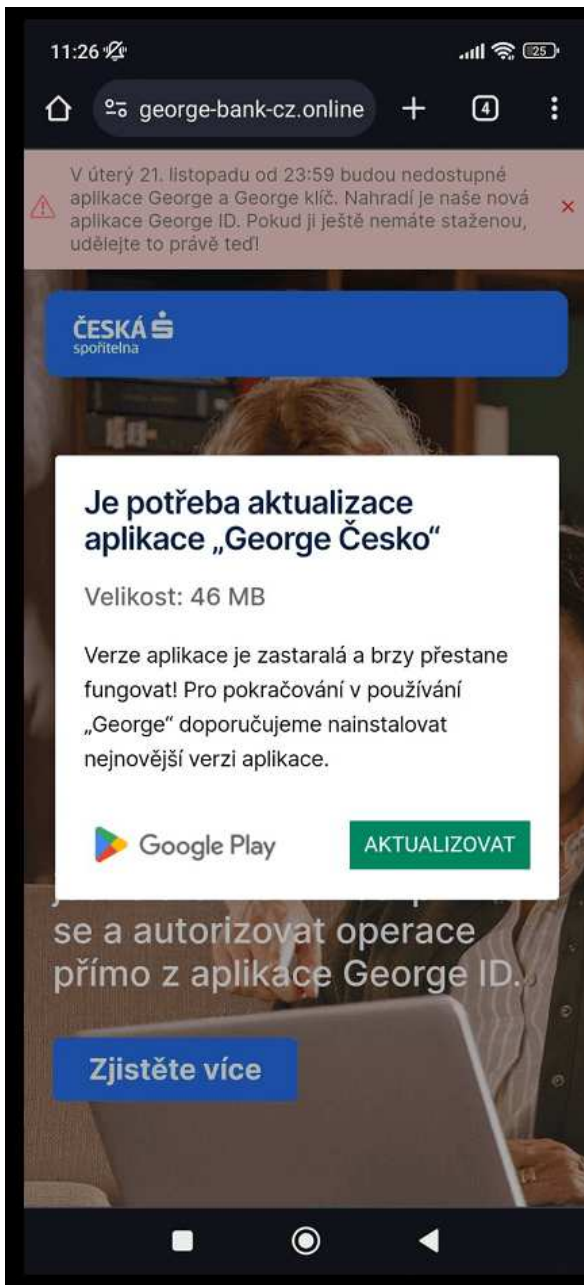 11:26
25
george-bank-cz.online
4
V úterý 21. listopadu od 23:59 budou nedostupné
aplikace George a George klíč. Nahradí je naše nová
aplikace George ID. Pokud ji ještě nemáte staženou,
udělejte to právě teď!
ČESKÁ
spořitelna
Je potřeba aktualizace
aplikace „George Česko“
Velikost: 46 MB
Verze aplikace je zastaralá a brzy přestane
fungovat! Pro pokračování v používání
„George“ doporučujeme nainstalovat
nejnovější verzi aplikace.
Google Play
AKTUALIZOVAT
se a autorizovat operace
přímo z aplikace George ID.
Zjistěte více